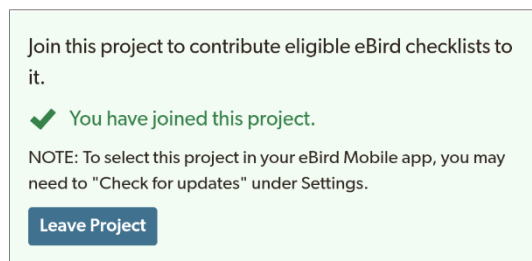 Join this project to contribute eligible eBird checklists to
it.
You have joined this project.
NOTE: To select this project in your eBird Mobile app, you may
need to "Check for updates" under Settings.
Leave Project